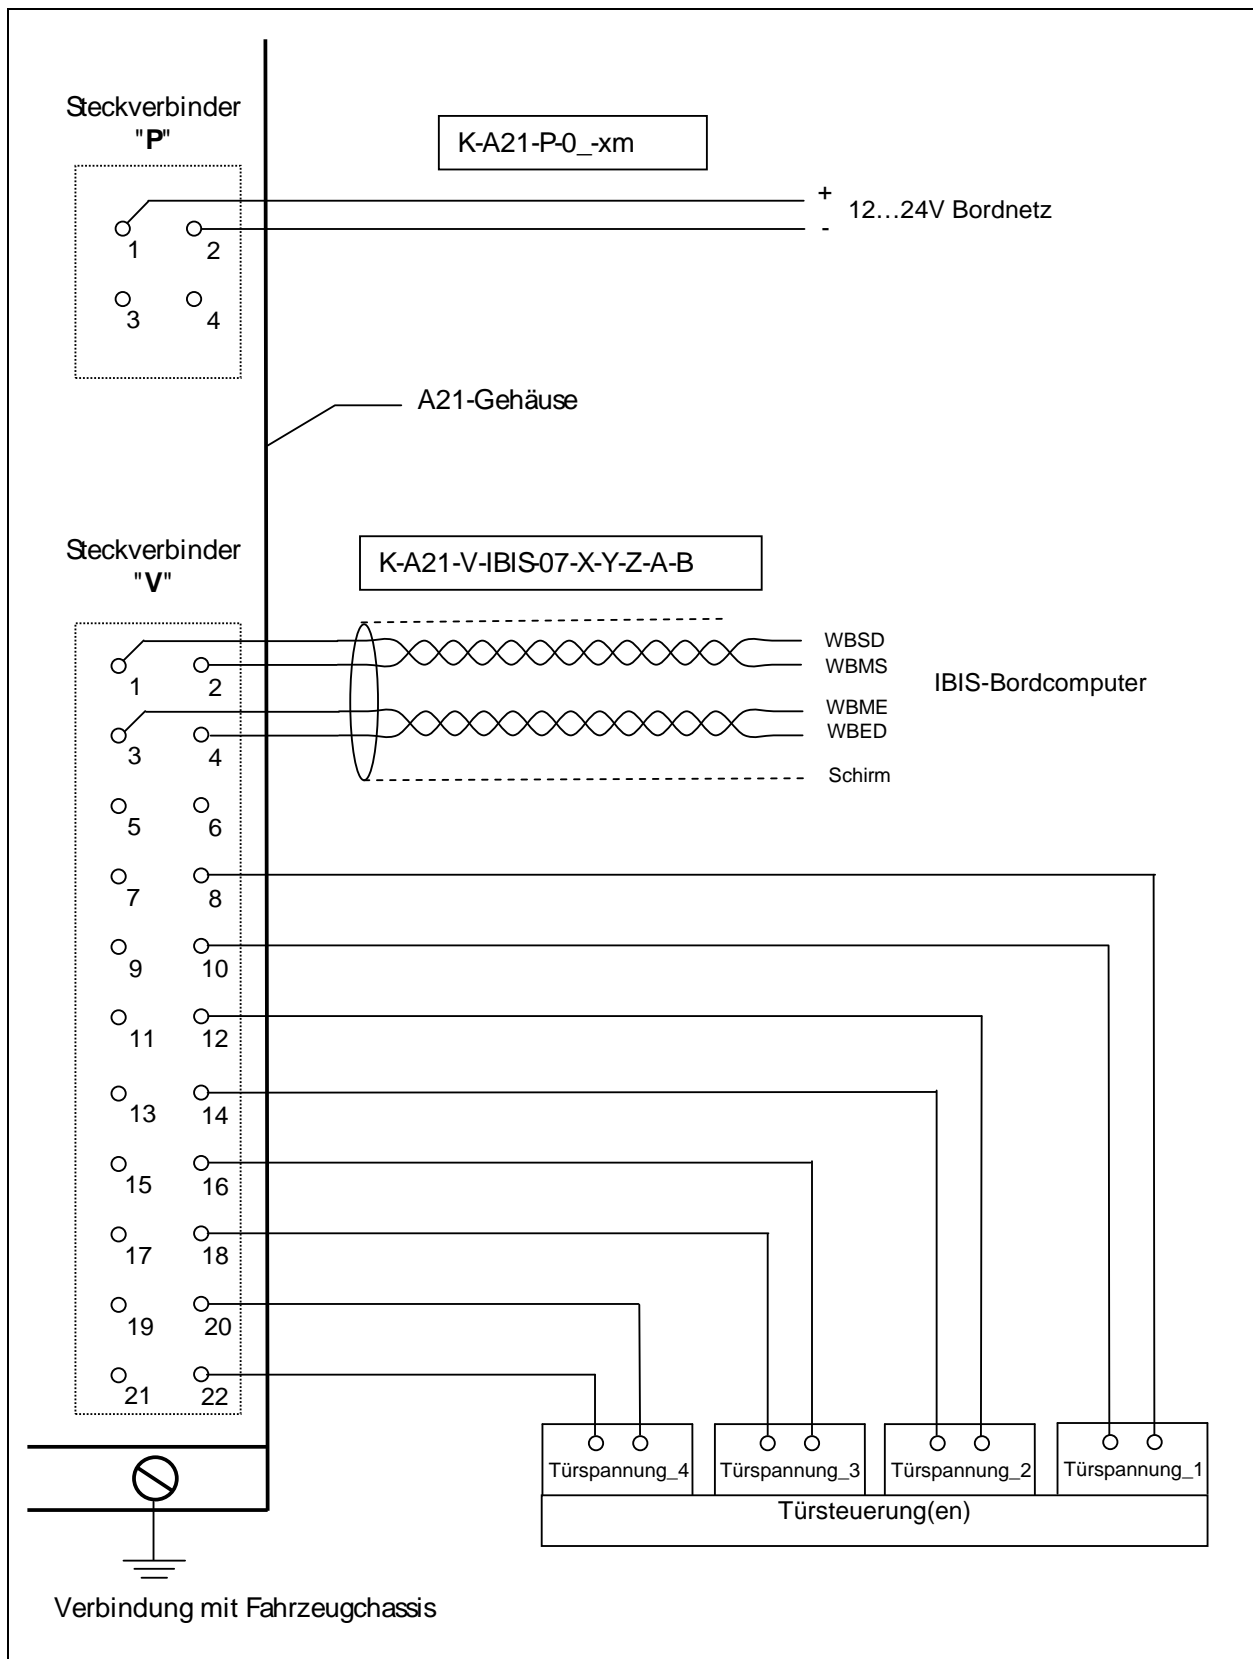 Steckverbinder
"P"
K-A21-P-0_-xm
+
12…24V Bordnetz
-
1 2
3 4
A21-Gehäuse
Steckverbinder
"V"
K-A21-V-IBIS-07-X-Y-Z-A-B
WBSD
WBMS
IBIS-Bordcomputer
WBME
WBED
Schirm
1 2
3 4
5 6
7 8
9 10
11 12
13 14
15 16
17 18
19 20
21 22
Türspannung_4 Türspannung_3 Türspannung_2 Türspannung_1
Türsteuerung(en)
Verbindung mit Fahrzeugchassis